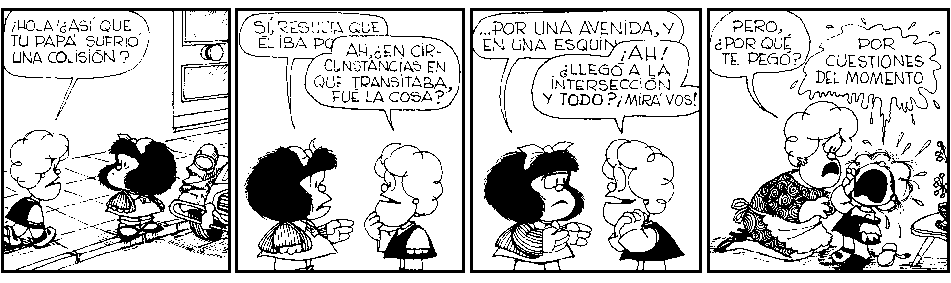 ¡HOLA! ¿ASÍ QUE
TU PAPÁ SUFRIÓ
UNA COLISIÓN?
SÍ, RESULTA QUE
ÉL IBA PO
AH, ¿EN CIR-
CUNSTANCIAS EN
QUE TRANSITABA,
FUE LA COSA?
...POR UNA AVENIDA, Y
EN UNA ESQUIN
¡AH!
¿LLEGÓ A LA
INTERSECCIÓN
Y TODO? ¡MIRÁ VOS!
PERO,
¿POR QUÉ
TE PEGÓ?
POR
CUESTIONES
DEL MOMENTO